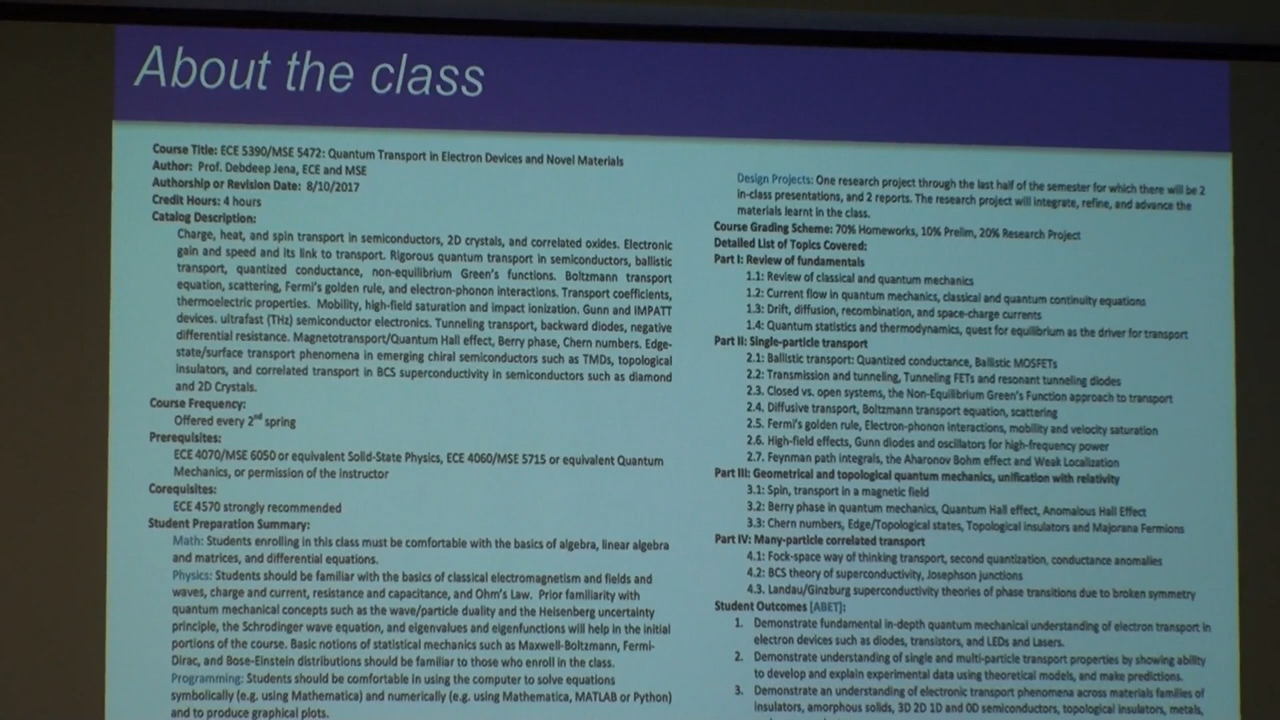 About the class
Course Title: ECE 5390/MSE 5472: Quantum Transport in Electron Devices and Novel Materials
Author: Prof. Debdeep Jena, ECE and MSE
Authorship or Revision Date: 8/10/2017
Credit Hours: 4 hours
Catalog Description:
Charge, heat, and spin transport in semiconductors, 2D crystals, and correlated oxides. Electronic
gain and speed and its link to transport. Rigorous quantum transport in semiconductors, ballistic
transport, quantized conductance, non-equilibrium Green's functions. Boltzmann transport
equation, scattering, Fermi's golden rule, and electron-phonon interactions. Transport coefficients,
thermoelectric properties. Mobility, high-field saturation and impact ionization. Gunn and IMPATT
devices. ultrafast (THz) semiconductor electronics. Tunneling transport, backward diodes, negative
differential resistance. Magnetotransport/Quantum Hall effect, Berry phase, Chern numbers. Edge-
state/surface transport phenomena in emerging chiral semiconductors such as TMDs, topological
insulators, and correlated transport in BCS superconductivity in semiconductors such as diamond
and 2D Crystals.
Course Frequency:
Offered every 2nd spring
Prerequisites:
ECE 4070/MSE 6050 or equivalent Solid-State Physics, ECE 4060/MSE 5715 or equivalent Quantum
Mechanics, or permission of the Instructor
Corequisites:
ECE 4570 strongly recommended
Student Preparation Summary:
Math: Students enrolling in this class must be comfortable with the basics of algebra, linear algebra
and matrices, and differential equations.
Physics: Students should be familiar with the basics of classical electromagnetism and fields and
waves, charge and current, resistance and capacitance, and Ohm's Law. Prior familiarity with
quantum mechanical concepts such as the wave/particle duality and the Heisenberg uncertainty
principle, the Schrodinger wave equation, and eigenvalues and eigenfunctions will help in the initial
portions of the course. Basic notions of statistical mechanics such as Maxwell-Boltzmann, Fermi-
Dirac, and Bose-Einstein distributions should be familiar to those who enroll in the class.
Programming: Students should be comfortable in using the computer to solve equations
symbolically (e.g. using Mathematica) and numerically (e.g. using Mathematica, MATLAB or Python)
and to produce graphical plots.
Design Projects: One research project through the last half of the semester for which there will be 2
in-class presentations, and 2 reports. The research project will integrate, refine, and advance the
materials learnt in the class.
Course Grading Scheme: 70% Homeworks, 10% Prelim, 20% Research Project
Detailed List of Topics Covered:
Part I: Review of fundamentals
1.1: Review of classical and quantum mechanics
1.2: Current flow in quantum mechanics, classical and quantum continuity equations
1.3: Drift, diffusion, recombination, and space-charge currents
1.4: Quantum statistics and thermodynamics, quest for equilibrium as the driver for transport
Part II: Single-particle transport
2.1: Ballistic transport: Quantized conductance, Ballistic MOSFETs
2.2: Transmission and tunneling, Tunneling FETs and resonant tunneling diodes
2.3. Closed vs. open systems, the Non-Equilibrium Green's Function approach to transport
2.4. Diffusive transport, Boltzmann transport equation, scattering
2.5. Fermi's golden rule, Electron-phonon interactions, mobility and velocity saturation
2.6. High-field effects, Gunn diodes and oscillators for high-frequency power
2.7. Feynman path integrals, the Aharonov Bohm effect and Weak Localization
Part III: Geometrical and topological quantum mechanics, unification with relativity
3.1: Spin, transport in a magnetic field
3.2: Berry phase in quantum mechanics, Quantum Hall effect, Anomalous Hall Effect
3.3: Chern numbers, Edge/Topological states, Topological insulators and Majorana Fermions
Part IV: Many-particle correlated transport
4.1: Fock-space way of thinking transport, second quantization, conductance anomalies
4.2: BCS theory of superconductivity, Josephson junctions
4.3. Landau/Ginzburg superconductivity theories of phase transitions due to broken symmetry
Student Outcomes [ABET]:
1. Demonstrate fundamental in-depth quantum mechanical understanding of electron transport in
electron devices such as diodes, transistors, and LEDs and Lasers.
2. Demonstrate understanding of single and multi-particle transport properties by showing ability
to develop and explain experimental data using theoretical models, and make predictions.
3. Demonstrate an understanding of electronic transport phenomena across materials families of
insulators, amorphous solids, 3D 2D 1D and 0D semiconductors, topological insulators, metals,